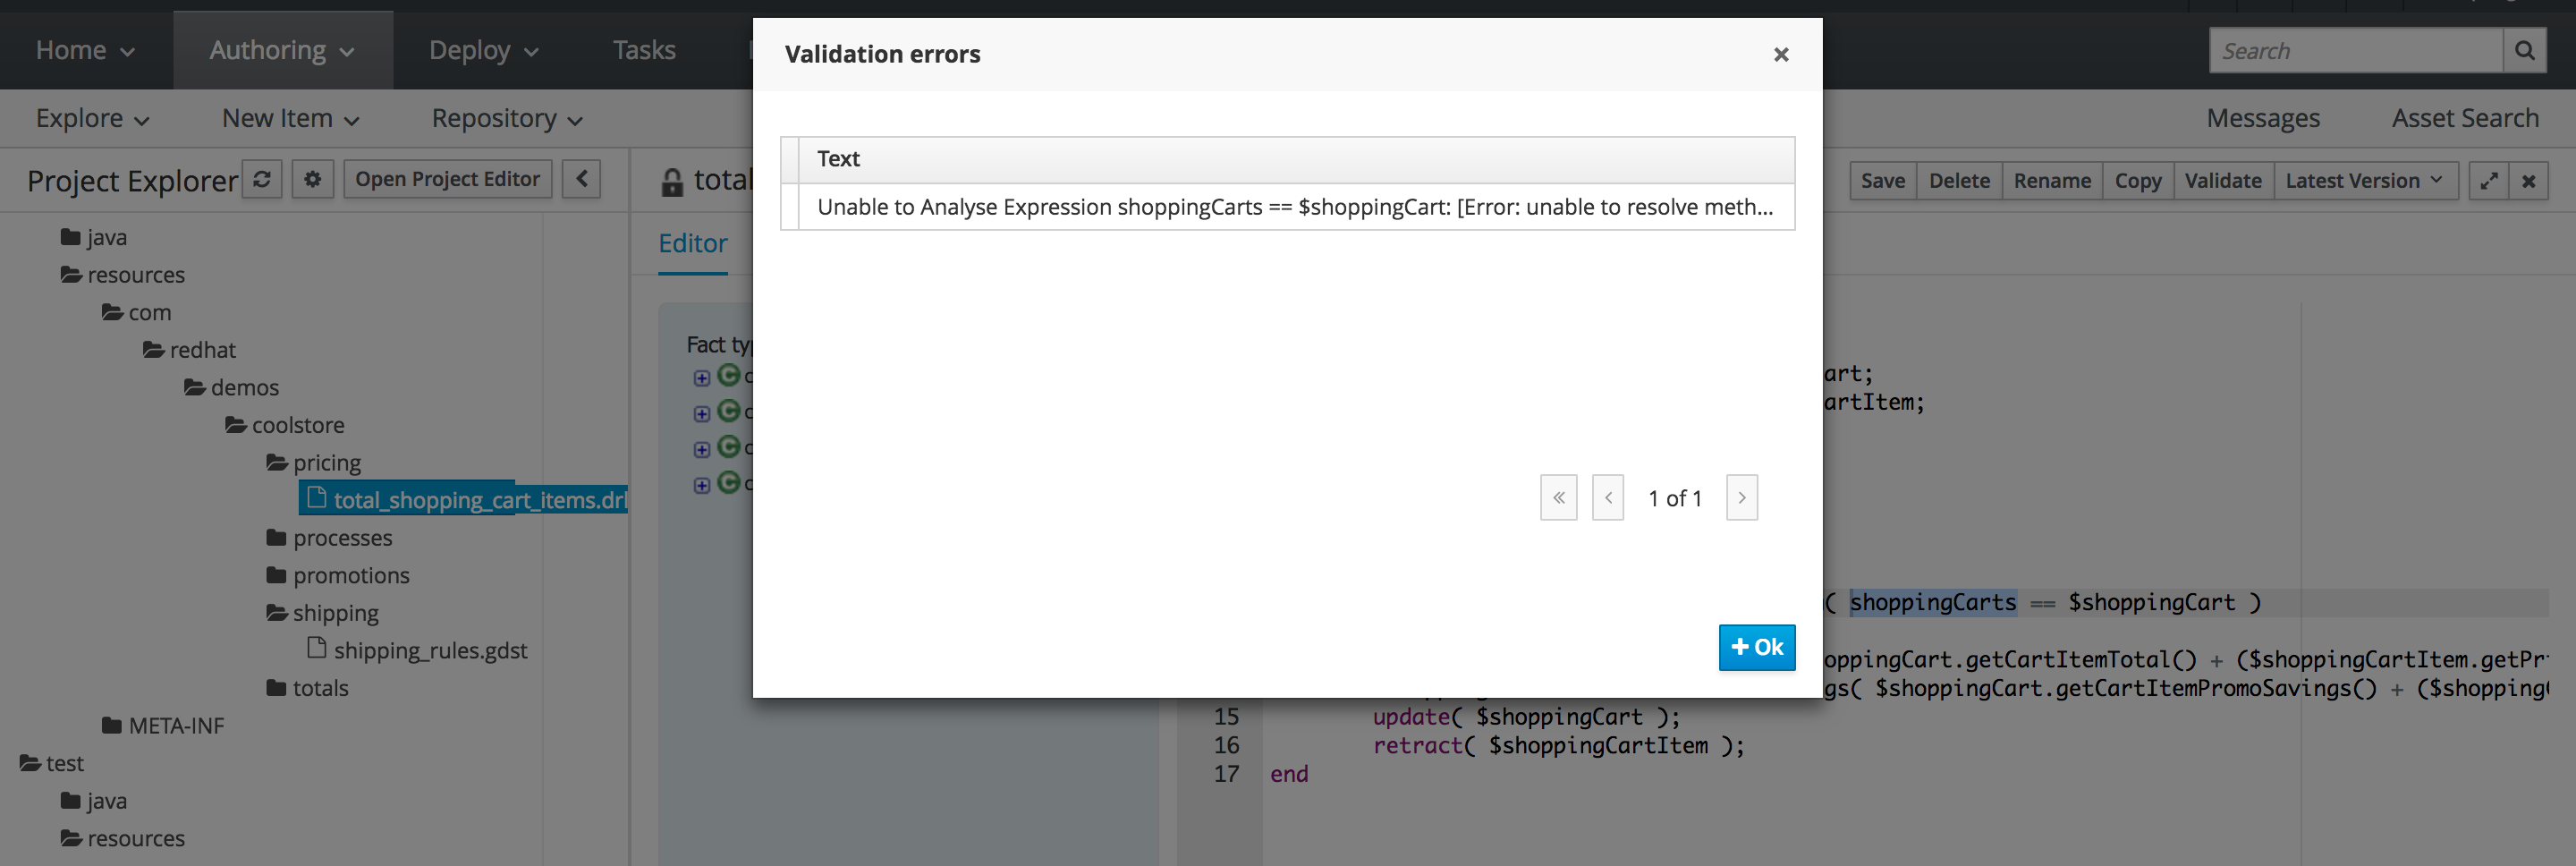 Home
Authoring
Deploy
Tasks
Search
Explore
New Item
Repository
Messages
Asset Search
Project Explorer
Open Project Editor
java
resources
com
redhat
demos
coolstore
pricing
total_shopping_cart_items.drl
processes
promotions
shipping
shipping_rules.gdst
totals
META-INF
test
java
resources
total
Save
Delete
Rename
Copy
Validate
Latest Version
Editor
Fact
Validation errors
Text
Unable to Analyse Expression shoppingCarts == $shoppingCart: [Error: unable to resolve meth...
1 of 1
Ok
art;
artItem;
( shoppingCarts == $shoppingCart )
oppingCart.getCartItemTotal() + ($shoppingCartItem.getPr
gs( $shoppingCart.getCartItemPromoSavings() + ($shopping
15 update( $shoppingCart );
16 retract( $shoppingCartItem );
17 end